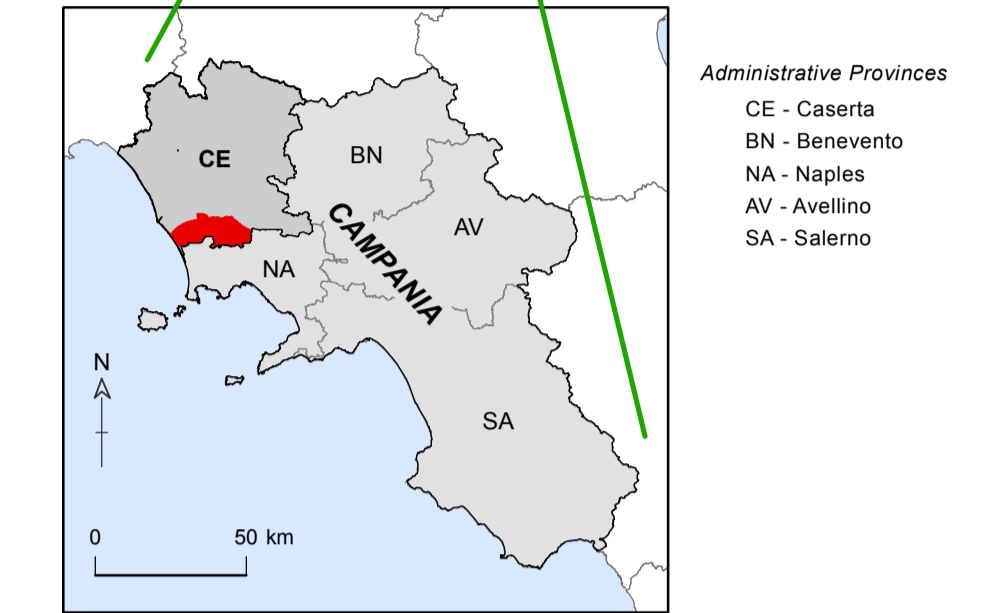 Administrative Provinces
CE - Caserta
BN - Benevento
NA - Naples
AV - Avellino
SA - Salerno
CE
BN
AV
CAMPANIA
NA
SA
N
0 50 km